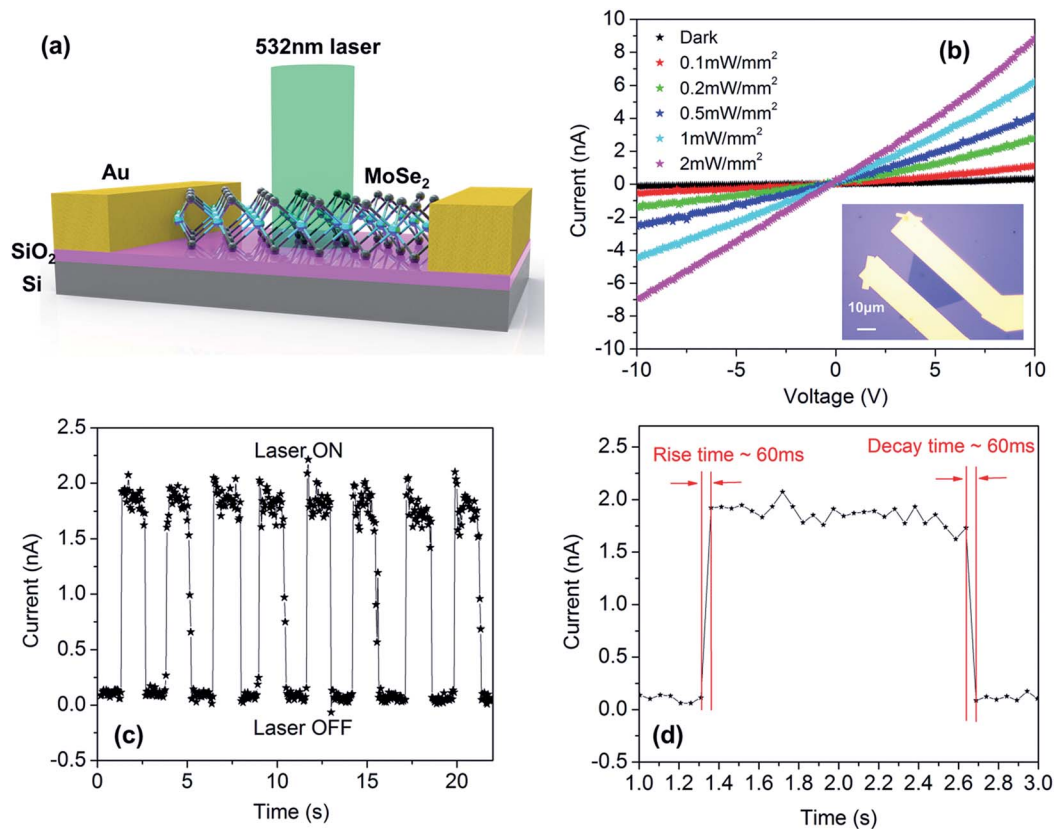 (a)
532nm laser
Au
MoSe₂
SiO₂
Si
(b)
Dark
0.1mW/mm²
0.2mW/mm²
0.5mW/mm²
1mW/mm²
2mW/mm²
Current (nA)
8
6
4
2
0
-2
-4
-6
-8
-10
-10
-5
0
5
10
Voltage (V)
10μm
(c)
Laser ON
Laser OFF
Current (nA)
2.5
2.0
1.5
1.0
0.5
0.0
-0.5
0
5
10
15
20
Time (s)
(d)
Rise time ~ 60ms
Decay time ~ 60ms
Current (nA)
2.5
2.0
1.5
1.0
0.5
0.0
-0.5
1.0 1.2 1.4 1.6 1.8 2.0 2.2 2.4 2.6 2.8 3.0
Time (s)